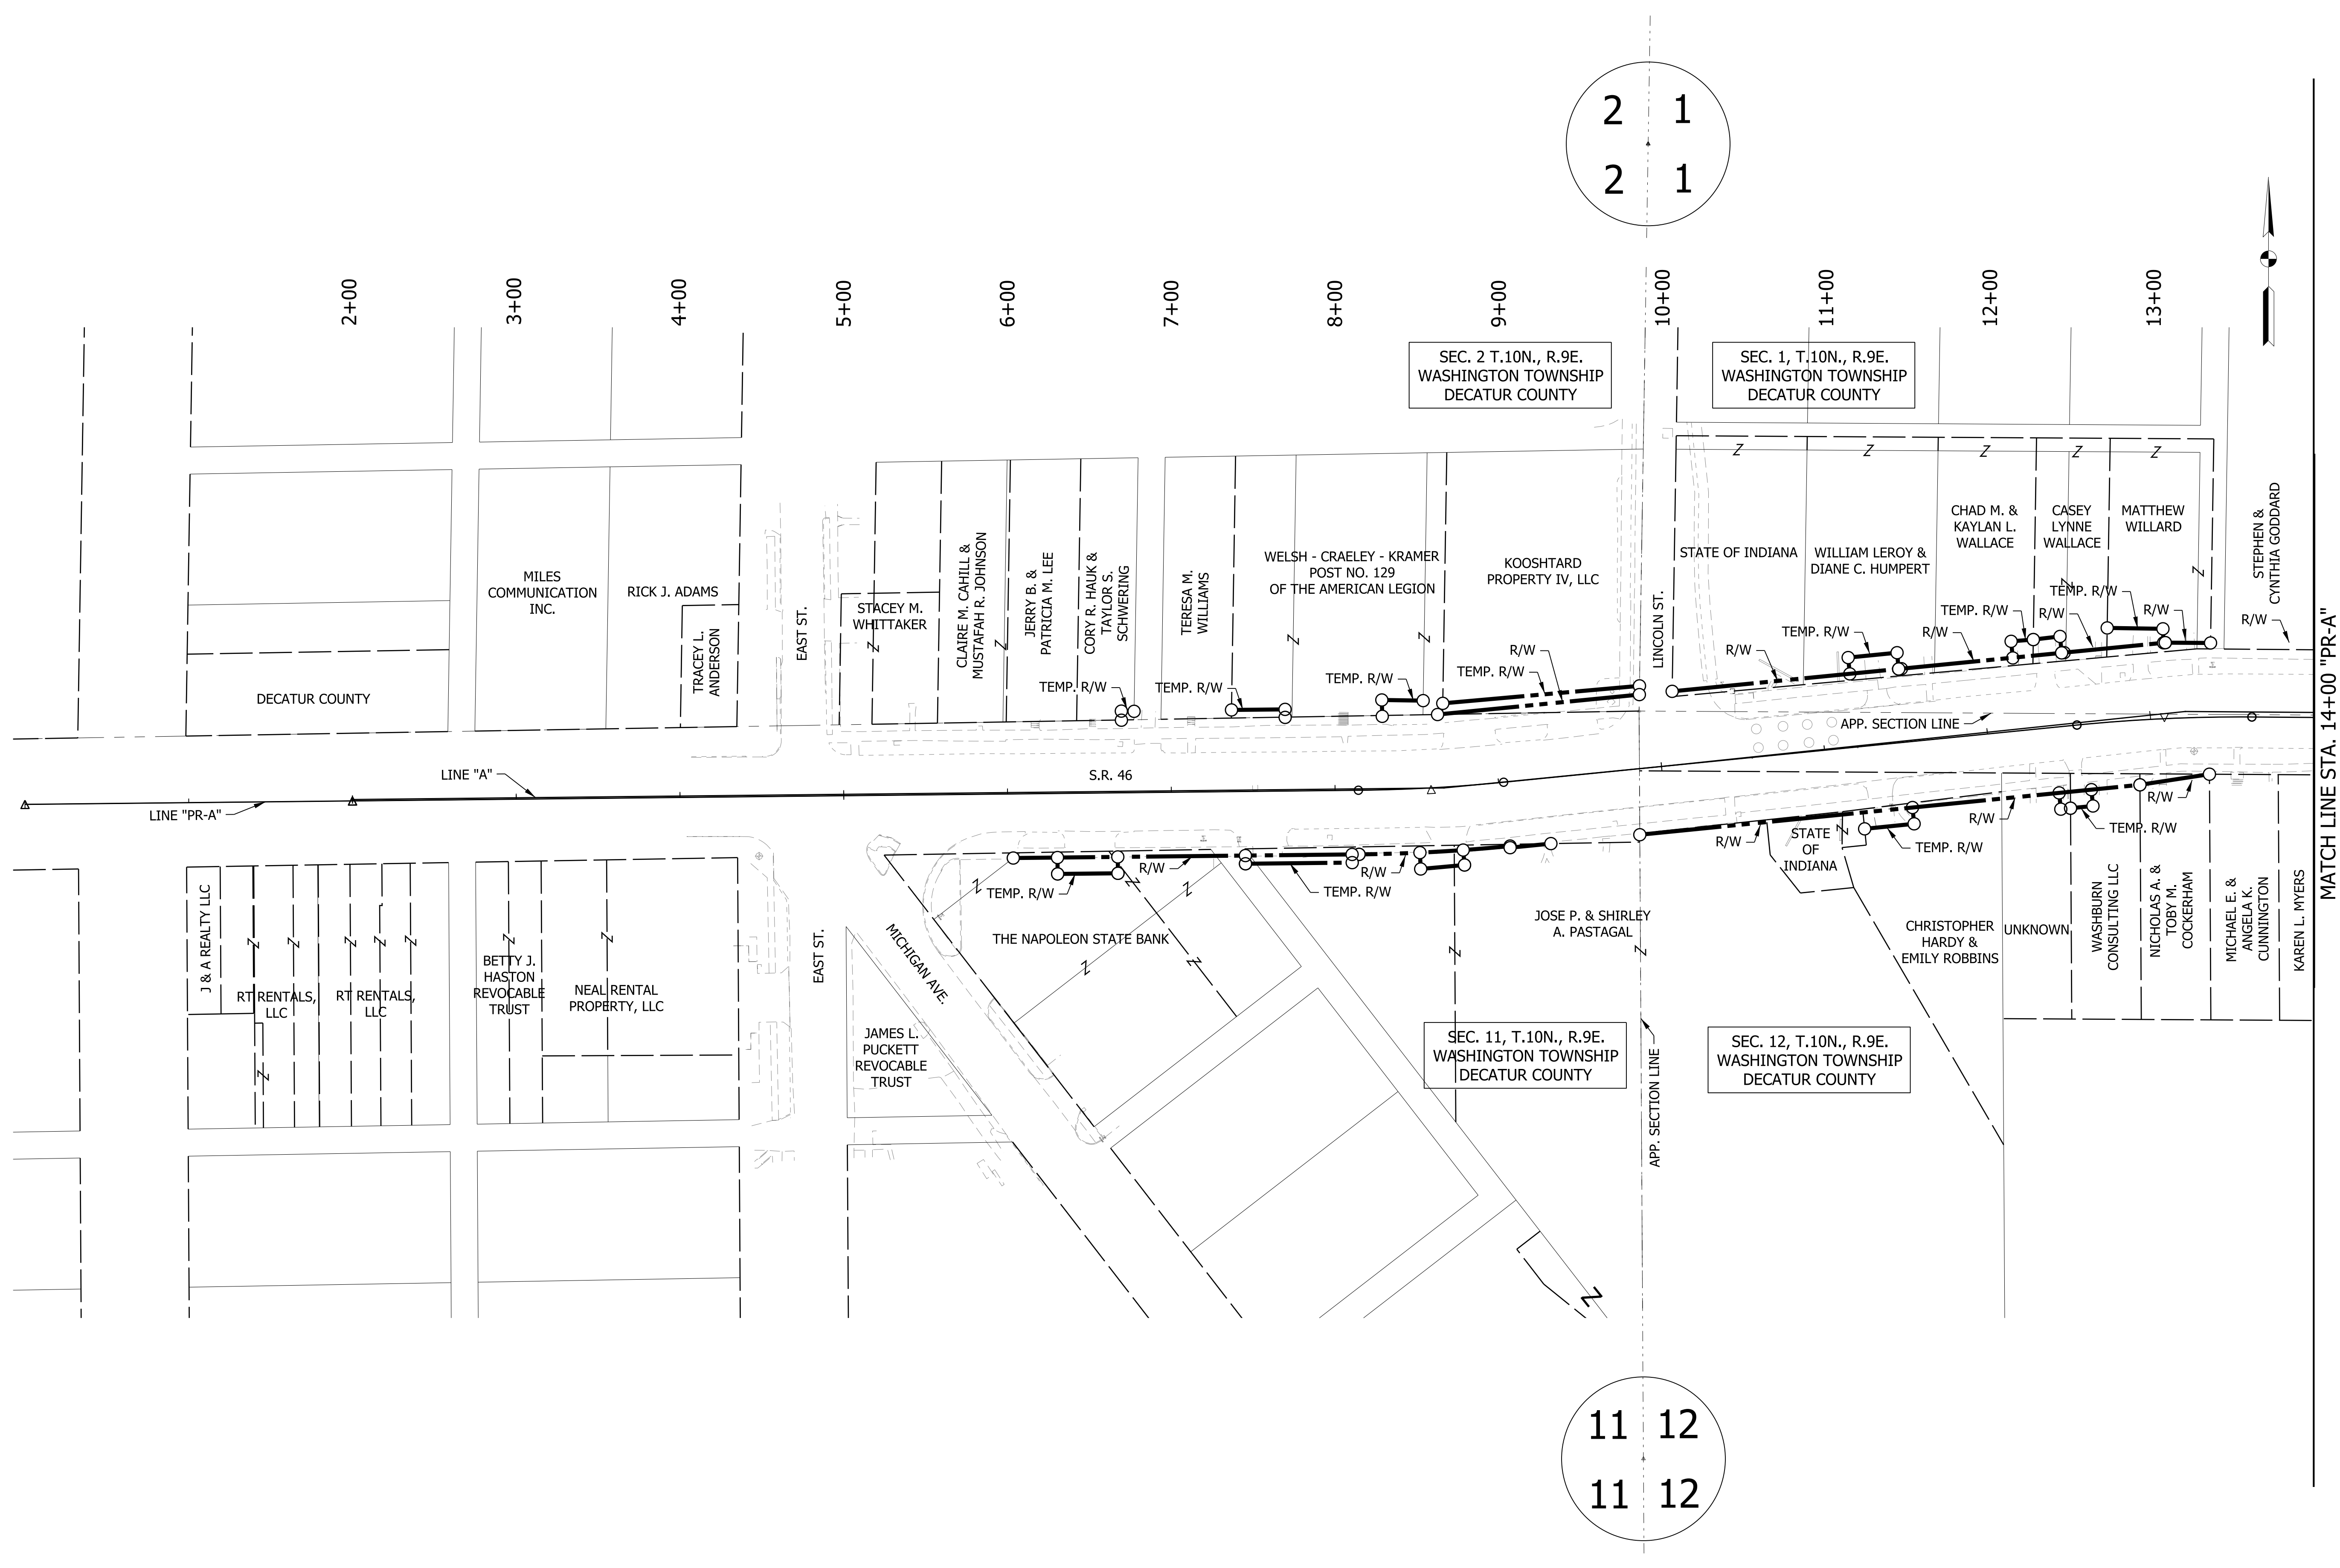 2 1
2 1
2+00
3+00
4+00
5+00
6+00
7+00
8+00
9+00
10+00
11+00
12+00
13+00
SEC. 2 T.10N., R.9E.
WASHINGTON TOWNSHIP
DECATUR COUNTY
SEC. 1, T.10N., R.9E.
WASHINGTON TOWNSHIP
DECATUR COUNTY
DECATUR COUNTY
MILES
COMMUNICATION
INC.
RICK J. ADAMS
TRACEY L.
ANDERSON
EAST ST.
STACEY M.
WHITTAKER
Z
CLAIRE M. CAHILL &
MUSTAFAH R. JOHNSON
Z
JERRY B. &
PATRICIA M. LEE
CORY R. HAUK &
TAYLOR S.
SCHWERING
TEMP. R/W
TERESA M.
WILLIAMS
TEMP. R/W
WELSH - CRAELEY - KRAMER
POST NO. 129
OF THE AMERICAN LEGION
Z
Z
TEMP. R/W
KOOSHTARD
PROPERTY IV, LLC
R/W
TEMP. R/W
LINCOLN ST.
Z
Z
Z
Z
Z
STATE OF INDIANA
R/W
WILLIAM LEROY &
DIANE C. HUMPERT
TEMP. R/W
R/W
CHAD M. &
KAYLAN L.
WALLACE
TEMP. R/W
CASEY
LYNNE
WALLACE
Z
R/W
MATTHEW
WILLARD
Z
TEMP. R/W
R/W
STEPHEN &
CYNTHIA GODDARD
R/W
MATCH LINE STA. 14+00 "PR-A"
APP. SECTION LINE
LINE "A"
LINE "PR-A"
S.R. 46
J & A REALTY LLC
Z
Z
Z
Z
Z
Z
RT RENTALS,
LLC
RT RENTALS,
LLC
Z
BETTY J.
HASTON
REVOCABLE
TRUST
Z
NEAL RENTAL
PROPERTY, LLC
EAST ST.
MICHIGAN AVE.
JAMES L.
PUCKETT
REVOCABLE
TRUST
Z
TEMP. R/W
Z
R/W
Z
THE NAPOLEON STATE BANK
Z
Z
TEMP. R/W
R/W
JOSE P. & SHIRLEY
A. PASTAGAL
Z
Z
R/W
STATE
OF
INDIANA
Z
TEMP. R/W
R/W
CHRISTOPHER
HARDY &
EMILY ROBBINS
UNKNOWN
TEMP. R/W
R/W
WASHBURN
CONSULTING LLC
NICHOLAS A. &
TOBY M.
COCKERHAM
MICHAEL E. &
ANGELA K.
CUNNINGTON
KAREN L. MYERS
SEC. 11, T.10N., R.9E.
WASHINGTON TOWNSHIP
DECATUR COUNTY
APP. SECTION LINE
SEC. 12, T.10N., R.9E.
WASHINGTON TOWNSHIP
DECATUR COUNTY
Z
11 12
11 12